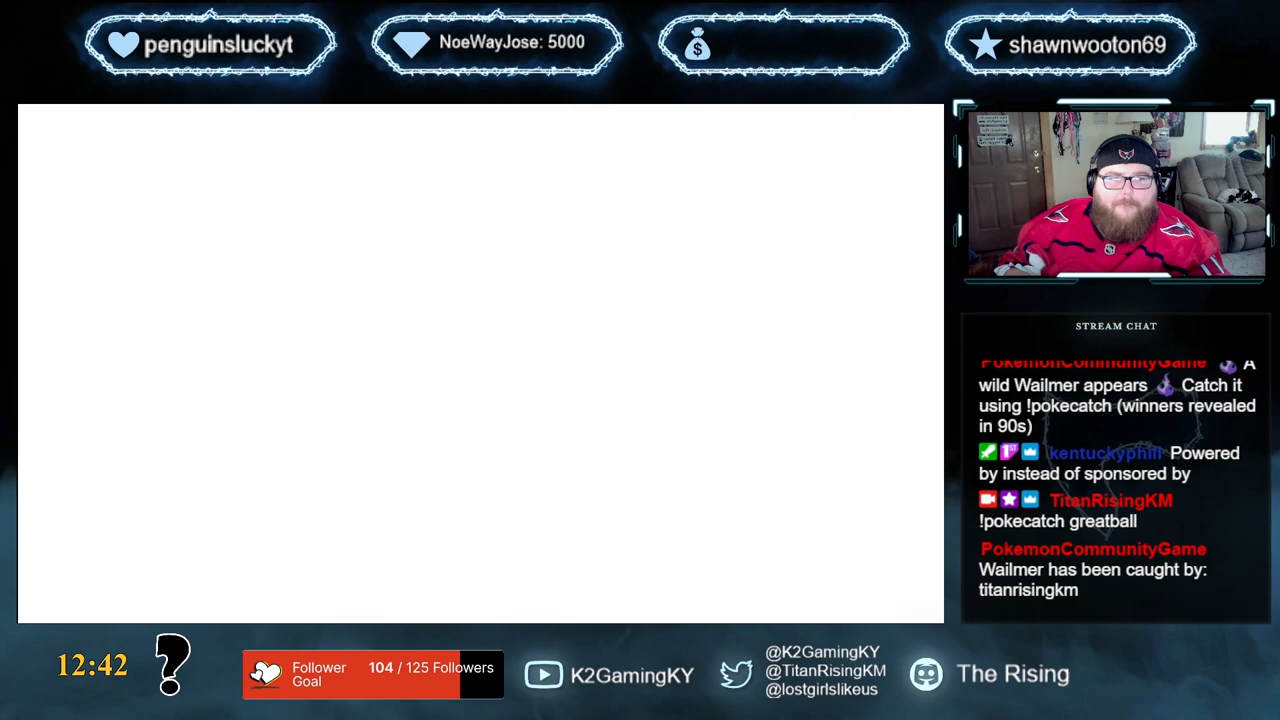 penguinsluckyt
NoeWayJose: 5000
shawnwooton69
STREAM CHAT
PokemonCommunityGame A
wild Wailmer appears Catch it
using !pokecatch (winners revealed
in 90s)
kentuckyphill Powered
by instead of sponsored by
TitanRisingKM
!pokecatch greatball
PokemonCommunityGame
Wailmer has been caught by:
titanrisingkm
12:42 ?
Follower Goal
104 / 125 Followers
K2GamingKY
@K2GamingKY
@TitanRisingKM
@lostgirlslikeus
The Rising